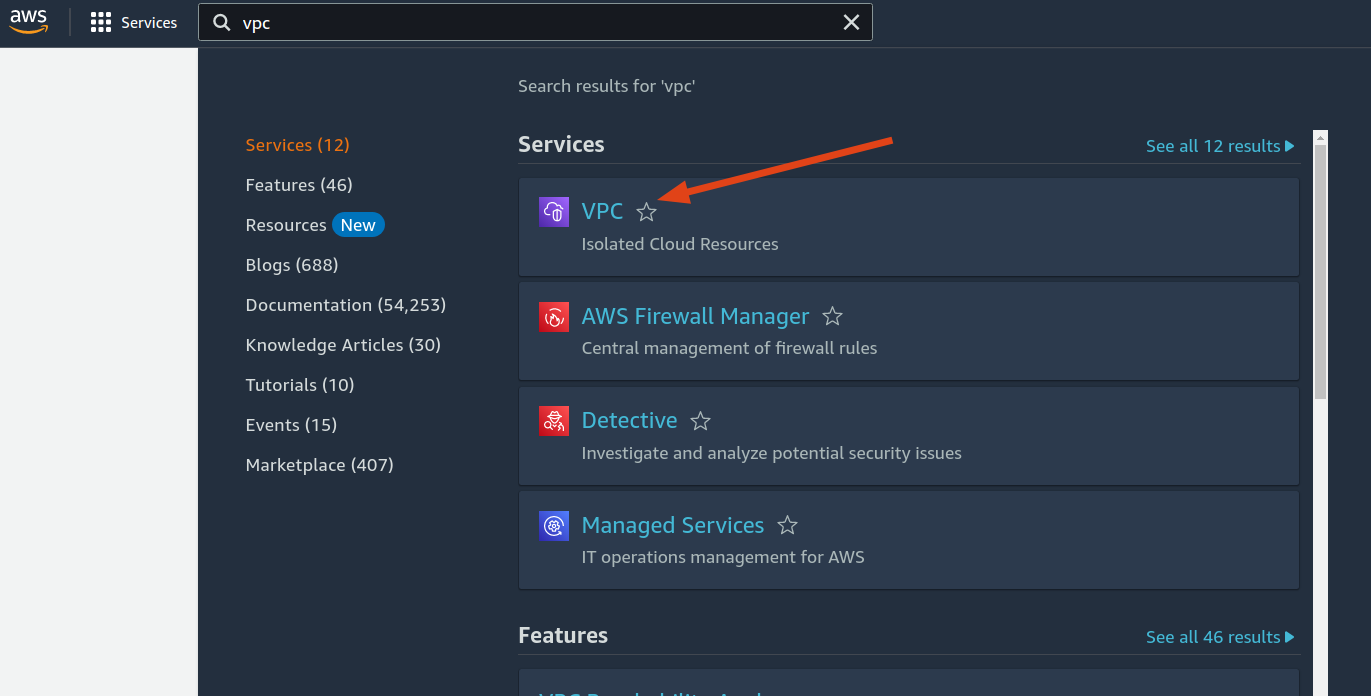 aws
Services
vpc
Search results for 'vpc'
Services (12)
Features (46)
Resources New
Blogs (688)
Documentation (54,253)
Knowledge Articles (30)
Tutorials (10)
Events (15)
Marketplace (407)
Services
See all 12 results
VPC
Isolated Cloud Resources
AWS Firewall Manager
Central management of firewall rules
Detective
Investigate and analyze potential security issues
Managed Services
IT operations management for AWS
Features
See all 46 results